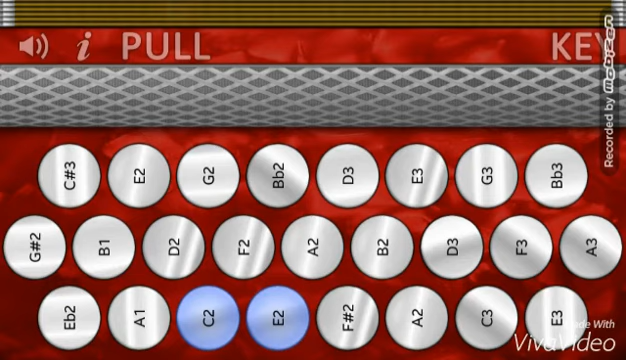 PULL KEY
Recorded by Mobizen
C#3 E2 G2 Bb2 D3 E3 G3 Bb3
G#2 B1 D2 F2 A2 B2 D3 F3 A3
Eb2 A1 C2 E2 F#2 A2 C3 E3
Made With
VivaVideo